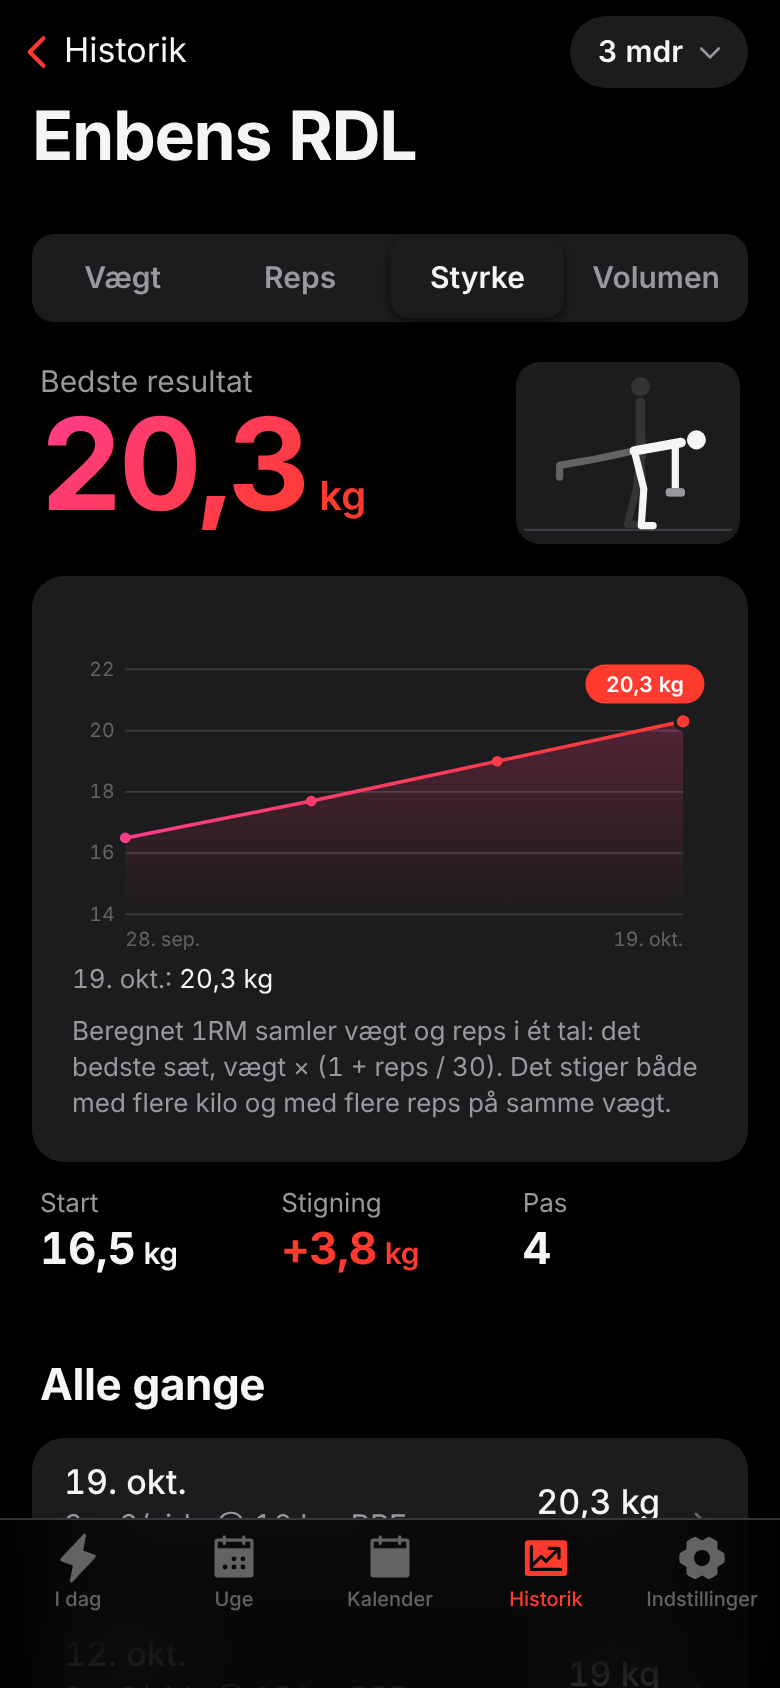 Historik
3 mdr
Enbens RDL
Vægt Reps Styrke Volumen
Bedste resultat
20,3 kg
22
20,3 kg
20
18
16
14
28. sep. 19. okt.
19. okt.: 20,3 kg
Beregnet 1RM samler vægt og reps i ét tal: det
bedste sæt, vægt × (1 + reps / 30). Det stiger både
med flere kilo og med flere reps på samme vægt.
Start Stigning Pas
16,5 kg +3,8 kg 4
Alle gange
19. okt.
20,3 kg
I dag Uge Kalender Historik Indstillinger
12. okt.
19 kg